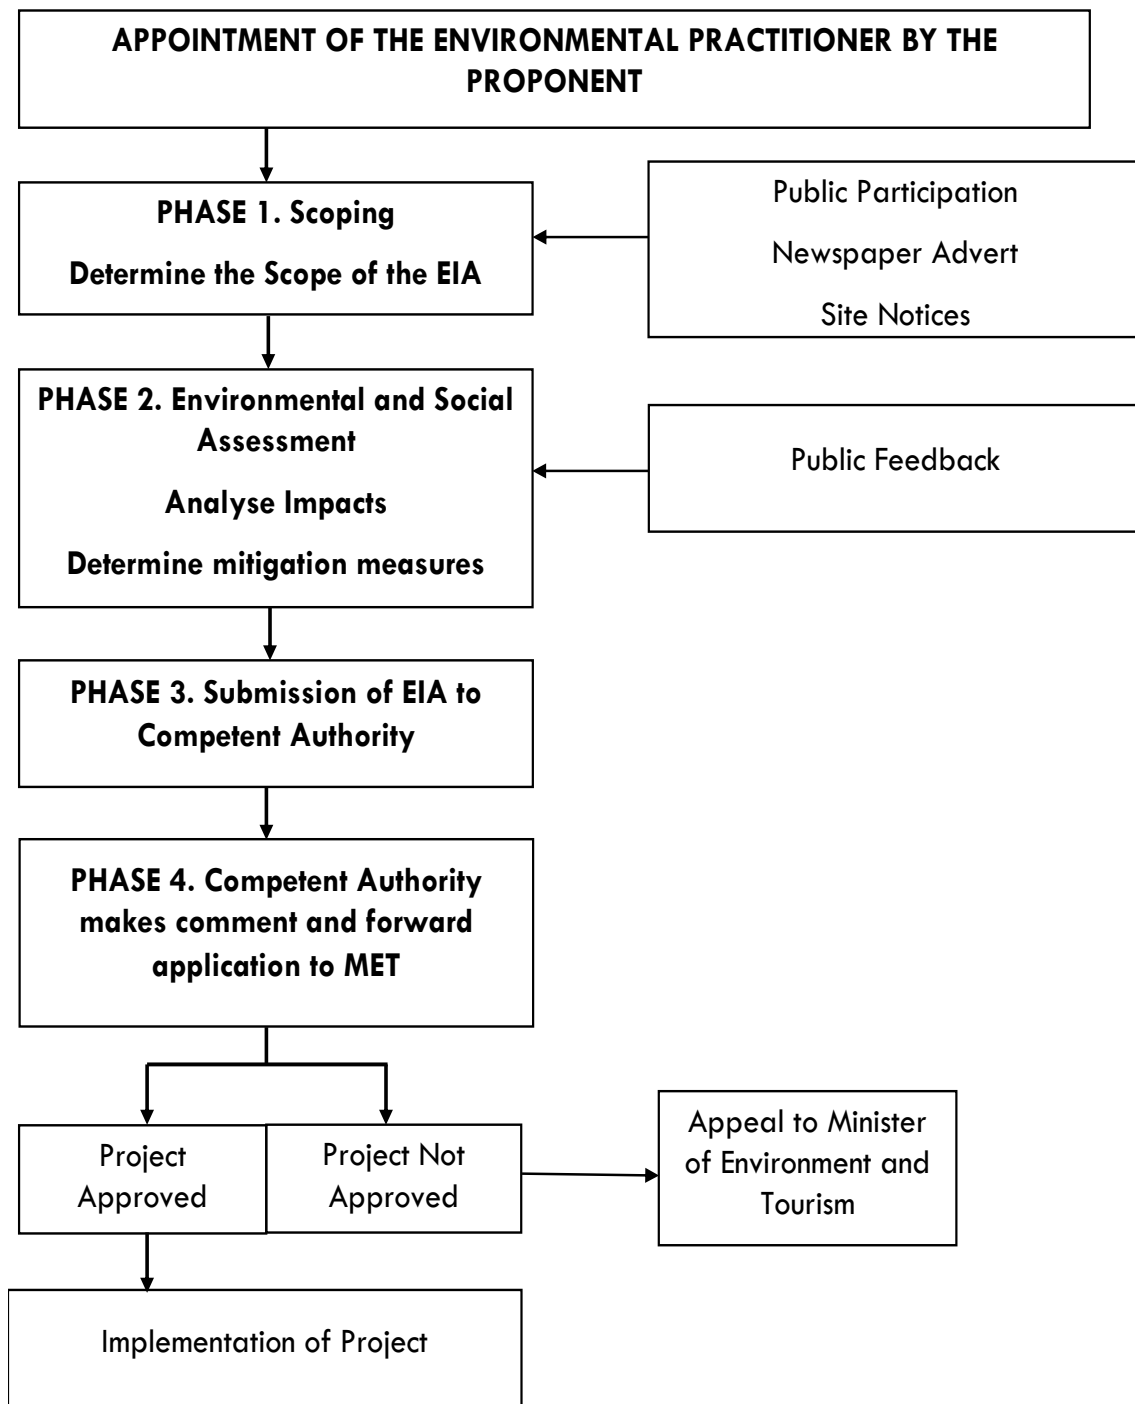 APPOINTMENT OF THE ENVIRONMENTAL PRACTITIONER BY THE
PROPONENT
PHASE 1. Scoping
Determine the Scope of the EIA
Public Participation
Newspaper Advert
Site Notices
PHASE 2. Environmental and Social
Assessment
Analyse Impacts
Determine mitigation measures
Public Feedback
PHASE 3. Submission of EIA to
Competent Authority
PHASE 4. Competent Authority
makes comment and forward
application to MET
Project
Approved
Project Not
Approved
Appeal to Minister
of Environment and
Tourism
Implementation of Project